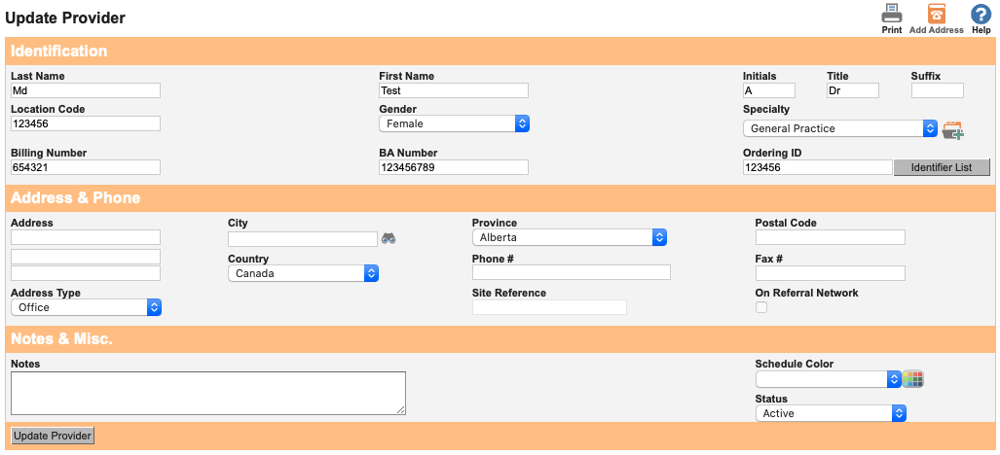 Update Provider
Print Add Address Help
Identification
Last Name First Name Initials Title Suffix
Md Test A Dr
Location Code Gender Specialty
123456 Female General Practice
Billing Number BA Number Ordering ID
654321 123456789 123456 Identifier List
Address & Phone
Address City Province Postal Code
Alberta
Country Phone # Fax #
Canada
Address Type Site Reference On Referral Network
Office
Notes & Misc.
Notes Schedule Color
Status
Active
Update Provider